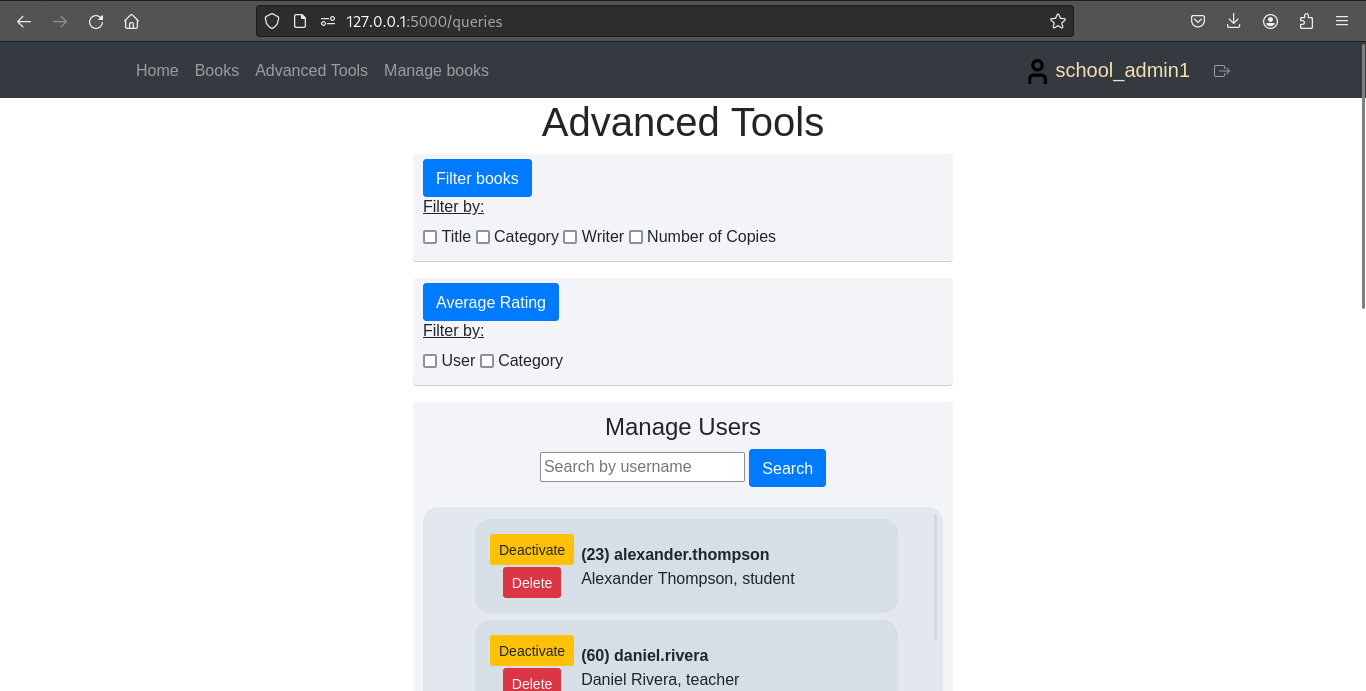 127.0.0.1:5000/queries
Home Books Advanced Tools Manage books school_admin1
Advanced Tools
Filter books
Filter by:
Title Category Writer Number of Copies
Average Rating
Filter by:
User Category
Manage Users
Search by username Search
Deactivate (23) alexander.thompson
Delete Alexander Thompson, student
Deactivate (60) daniel.rivera
Delete Daniel Rivera, teacher